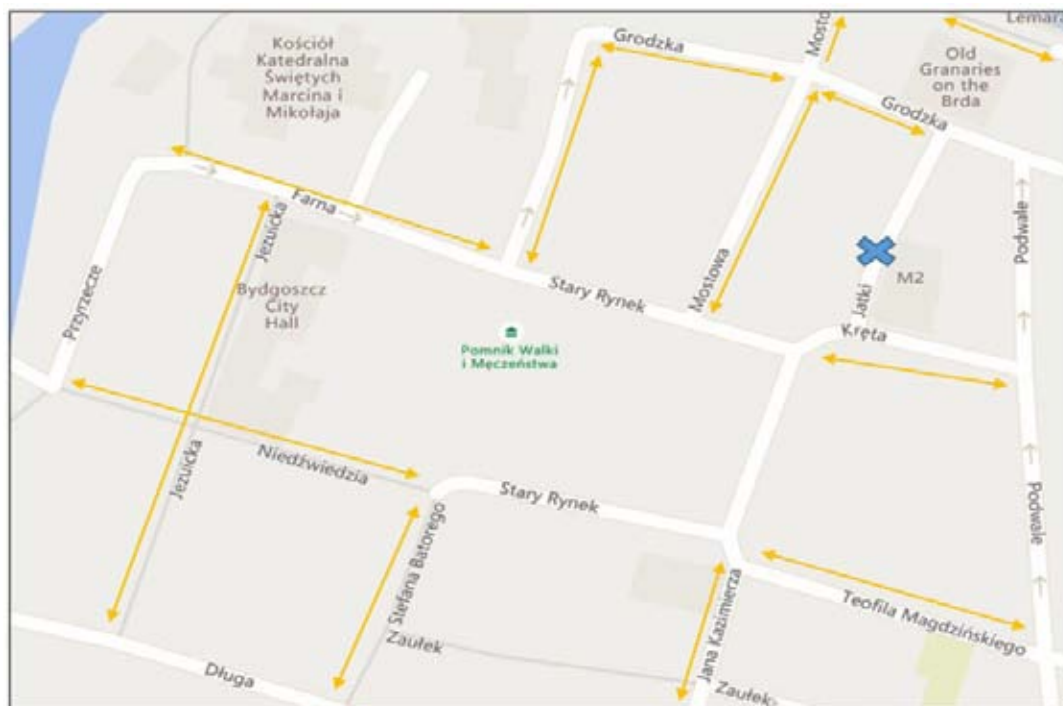 Kościół
Katedralna
Świętych
Marcina i
Mikołaja
Grodzka
Mosto
Lemara
Old
Granaries
on the
Brda
Grodzka
Farna
Jezuicka
Bydgoszcz
City
Hall
Przyrzecze
Stary Rynek
Mostowa
M2
Jatki
Podwale
Kręta
Pomnik Walki
i Męczeństwa
Niedźwiedzia
Jezuicka
Stary Rynek
Stefana Batorego
Podwale
Zaułek
Jana Kazimierza
Teofila Magdzińskiego
Długa
Zaułek